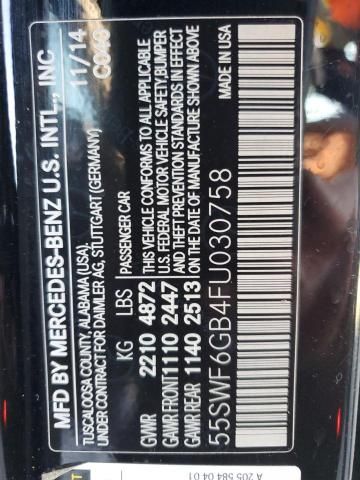 MFD BY MERCEDES-BENZ U.S. INTL., INC
TUSCALOOSA COUNTY, ALABAMA (USA),
UNDER CONTRACT FOR DAIMLER AG, STUTTGART (GERMANY)
11/14
C043
KG LBS
GVWR 2210 4872
GAWR FRONT 1110 2447
GAWR REAR 1140 2513
PASSENGER CAR
THIS VEHICLE CONFORMS TO ALL APPLICABLE
U.S. FEDERAL MOTOR VEHICLE SAFETY, BUMPER
AND THEFT PREVENTION STANDARDS IN EFFECT
ON THE DATE OF MANUFACTURE SHOWN ABOVE
55SWF6GB4FU030758
MADE IN USA
A 205 584 04 01